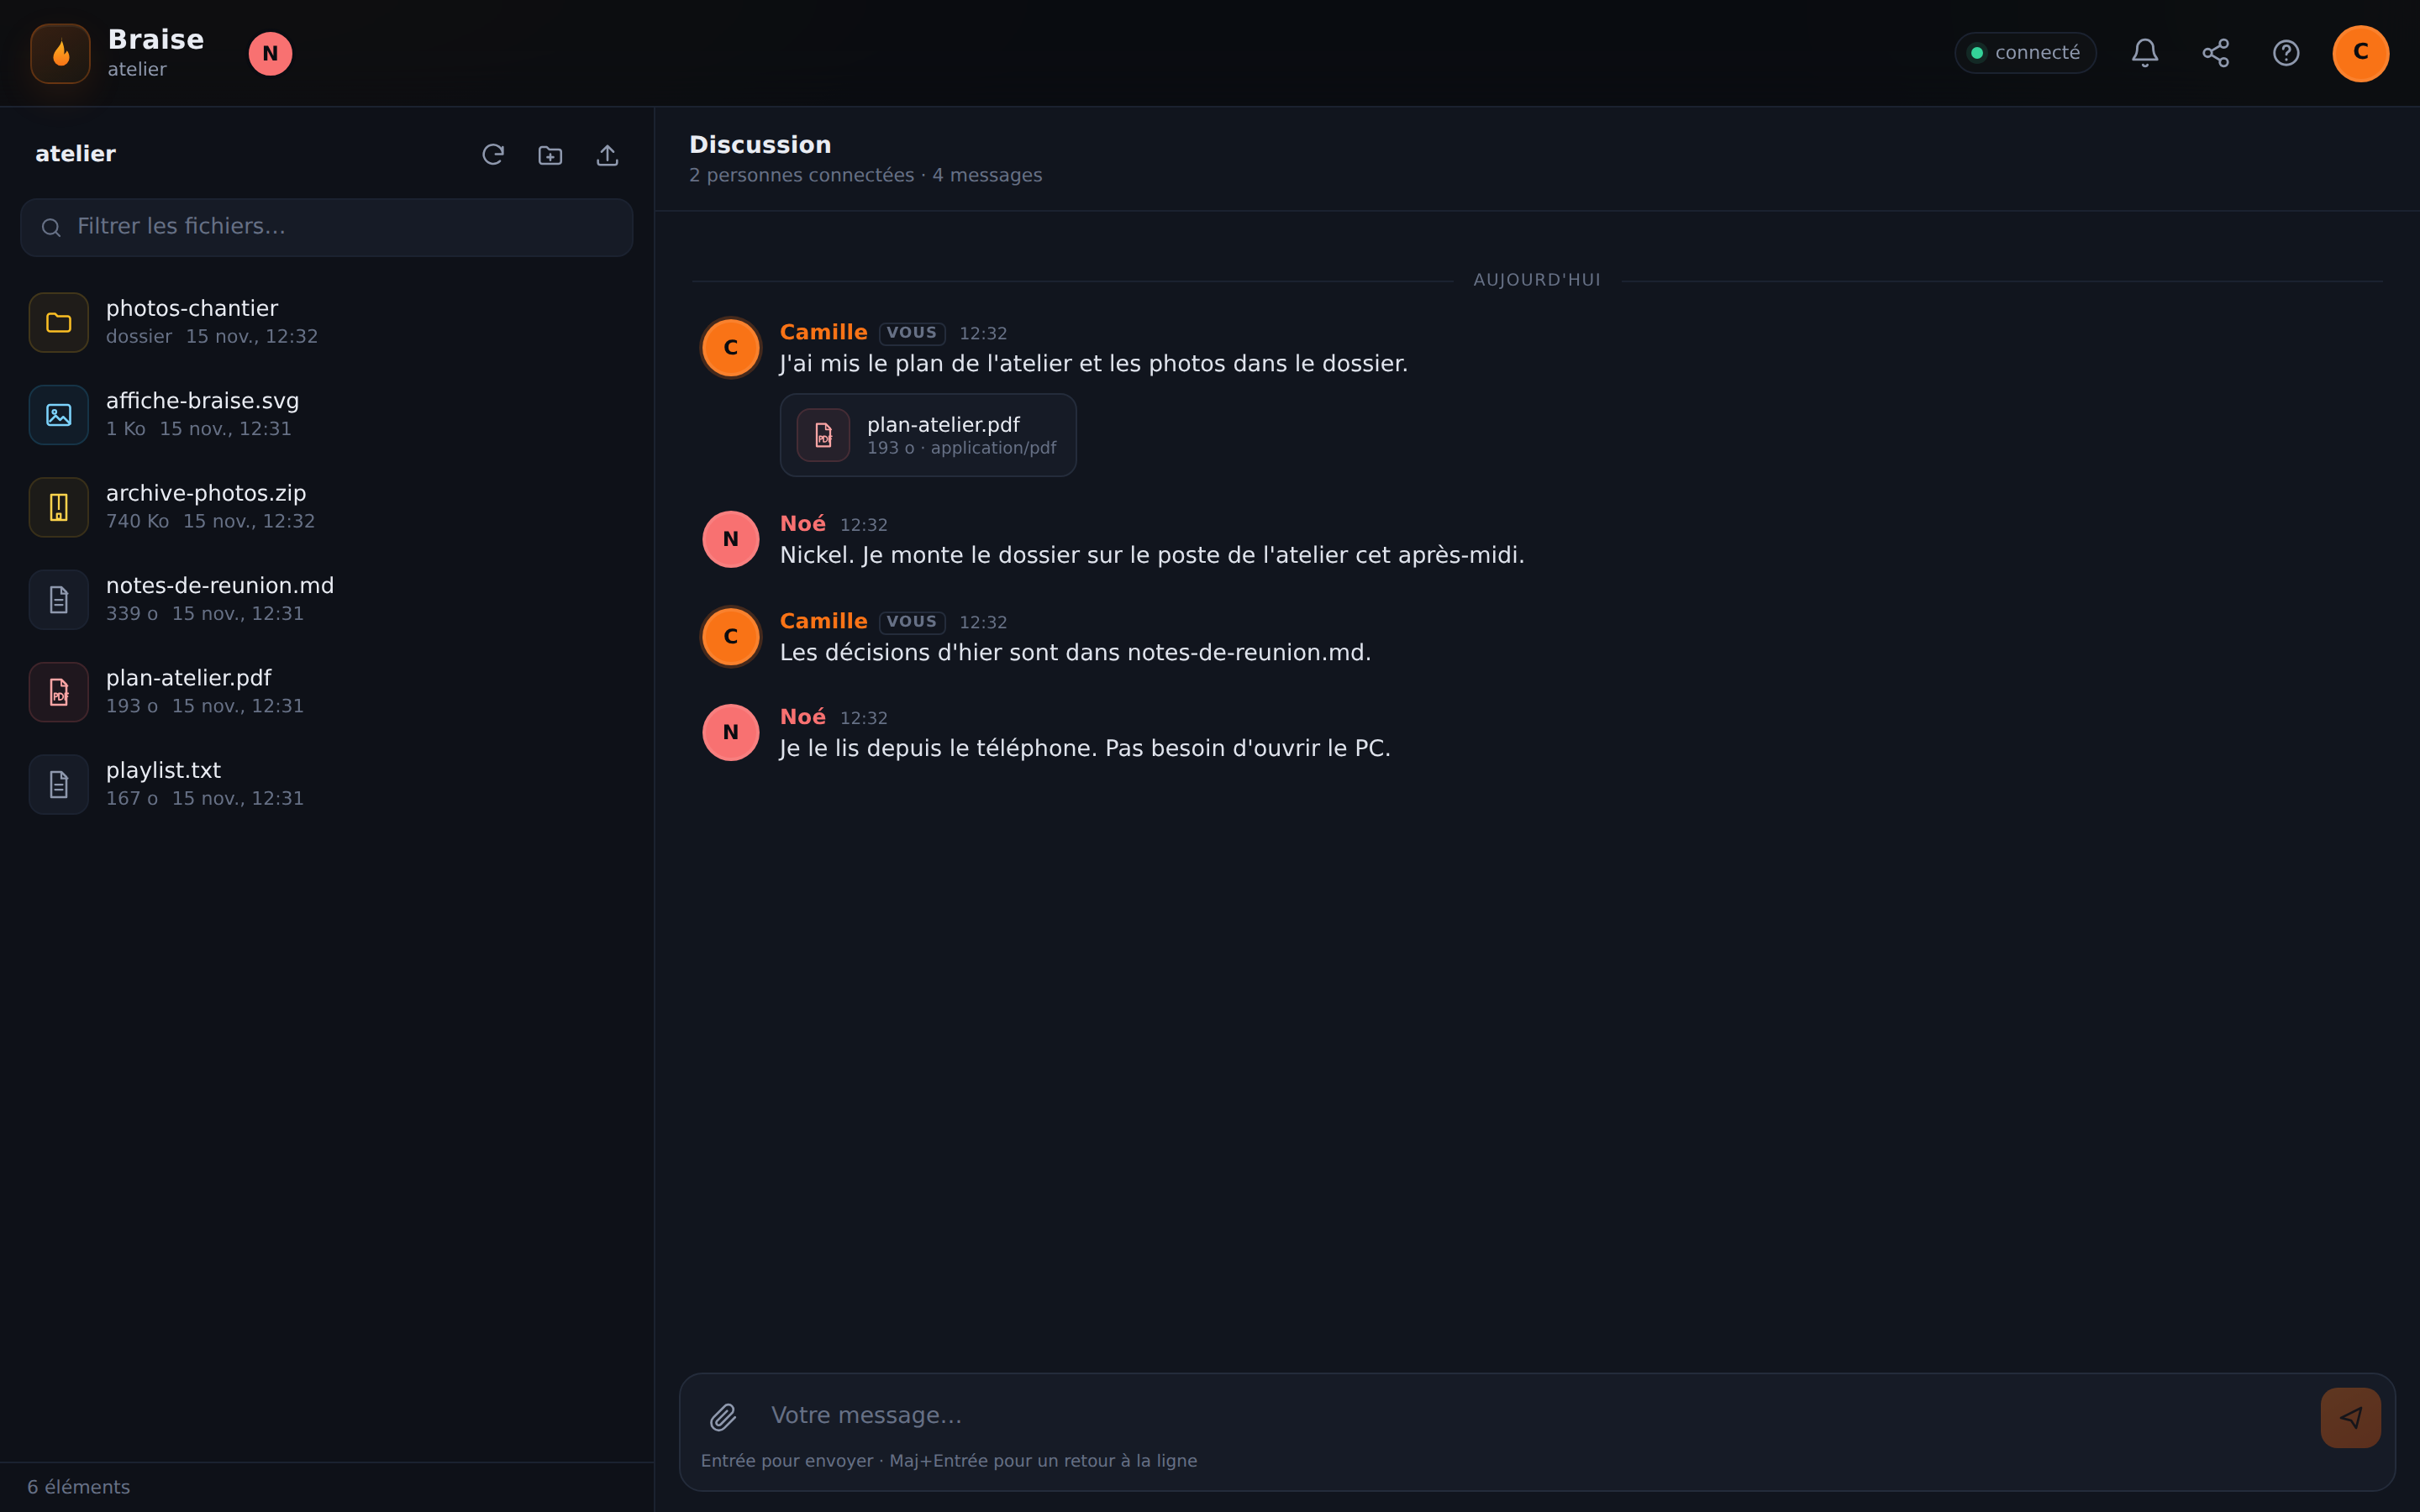 Braise
atelier
N
connecté
C
atelier
Filtrer les fichiers…
photos-chantier
dossier 15 nov., 12:32
affiche-braise.svg
1 Ko 15 nov., 12:31
archive-photos.zip
740 Ko 15 nov., 12:32
notes-de-reunion.md
339 o 15 nov., 12:31
PDF
plan-atelier.pdf
193 o 15 nov., 12:31
playlist.txt
167 o 15 nov., 12:31
6 éléments
Discussion
2 personnes connectées · 4 messages
AUJOURD'HUI
C
Camille VOUS 12:32
J'ai mis le plan de l'atelier et les photos dans le dossier.
PDF
plan-atelier.pdf
193 o · application/pdf
N
Noé 12:32
Nickel. Je monte le dossier sur le poste de l'atelier cet après-midi.
C
Camille VOUS 12:32
Les décisions d'hier sont dans notes-de-reunion.md.
N
Noé 12:32
Je le lis depuis le téléphone. Pas besoin d'ouvrir le PC.
Votre message…
Entrée pour envoyer · Maj+Entrée pour un retour à la ligne